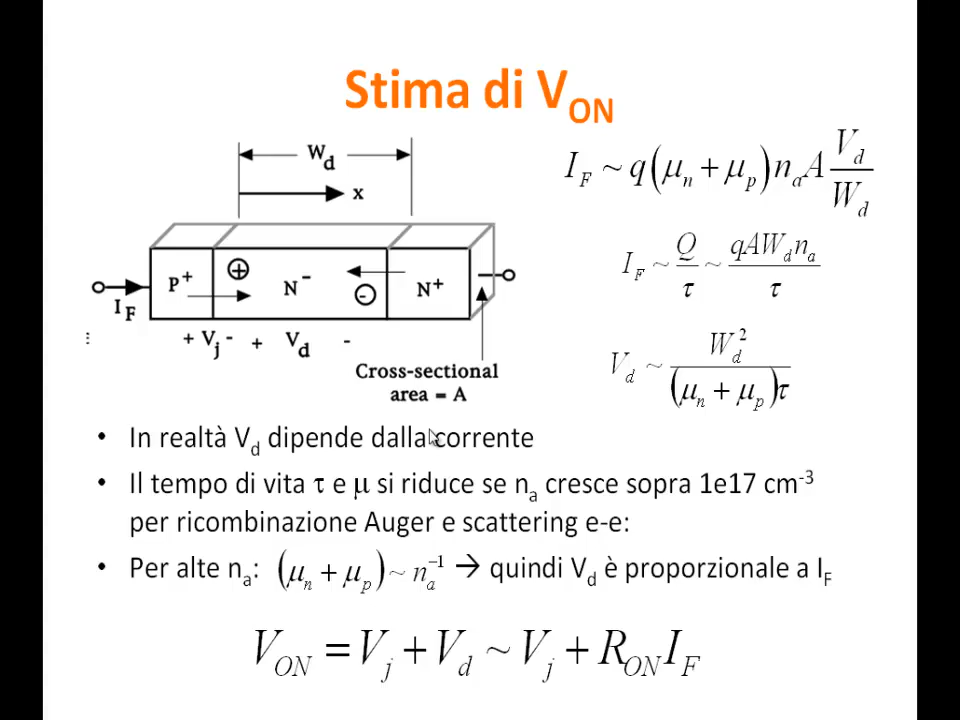 Stima di V_ON
W_d
x
P+
N-
N+
I_F
+ V_j - + V_d -
Cross-sectional
area = A
I_F ~ q(μ_n + μ_p) n_a A V_d / W_d
I_F ~ Q / τ ~ qAW_d n_a / τ
V_d ~ W_d^2 / (μ_n + μ_p)τ
• In realtà V_d dipende dalla corrente
• Il tempo di vita τ e μ si riduce se n_a cresce sopra 1e17 cm^-3
per ricombinazione Auger e scattering e-e:
• Per alte n_a: (μ_n + μ_p) ~ n_a^-1 → quindi V_d è proporzionale a I_F
V_ON = V_j + V_d ~ V_j + R_ON I_F